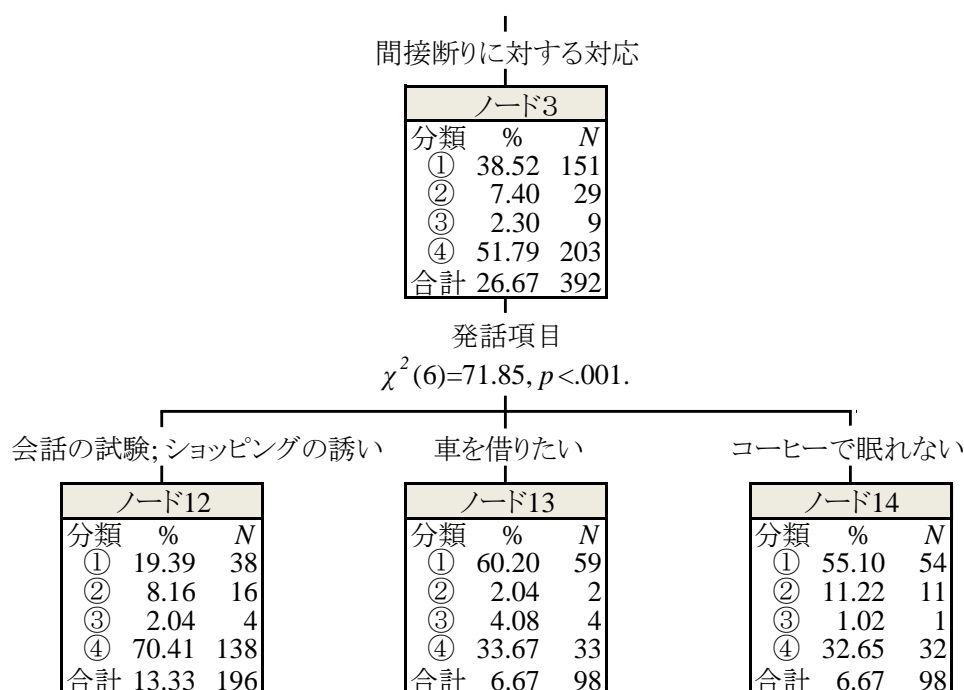 間接断りに対する対応
ノード3
分類 % N
① 38.52 151
② 7.40 29
③ 2.30 9
④ 51.79 203
合計 26.67 392
発話項目
χ²(6)=71.85, p<.001.
会話の試験; ショッピングの誘い 車を借りたい コーヒーで眠れない
ノード12 ノード13 ノード14
分類 % N 分類 % N 分類 % N
① 19.39 38 ① 60.20 59 ① 55.10 54
② 8.16 16 ② 2.04 2 ② 11.22 11
③ 2.04 4 ③ 4.08 4 ③ 1.02 1
④ 70.41 138 ④ 33.67 33 ④ 32.65 32
合計 13.33 196 合計 6.67 98 合計 6.67 98